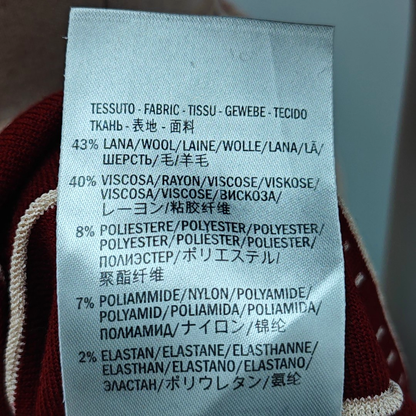 TESSUTO - FABRIC - TISSU - GEWEBE - TECIDO
ТКАНЬ - 表地 - 面料
43% LANA/WOOL/LAINE/WOLLE/LANA/LÃ/
ШЕРСТЬ/毛/羊毛
40% VISCOSA/RAYON/VISCOSE/VISKOSE/
VISCOSA/VISCOSE/ВИСКОЗА/
レーヨン/粘胶纤维
8% POLIESTERE/POLYESTER/POLYESTER/
POLYESTER/POLIESTER/POLIESTER/
ПОЛИЭСТЕР/ポリエステル/
聚酯纤维
7% POLIAMMIDE/NYLON/POLYAMIDE/
POLYAMID/POLIAMIDA/POLIAMIDA/
ПОЛИАМИД/ナイロン/锦纶
2% ELASTAN/ELASTANE/ELASTHANNE/
ELASTHAN/ELASTANO/ELASTANO/
ЭЛАСТАН/ポリウレタン/氨纶